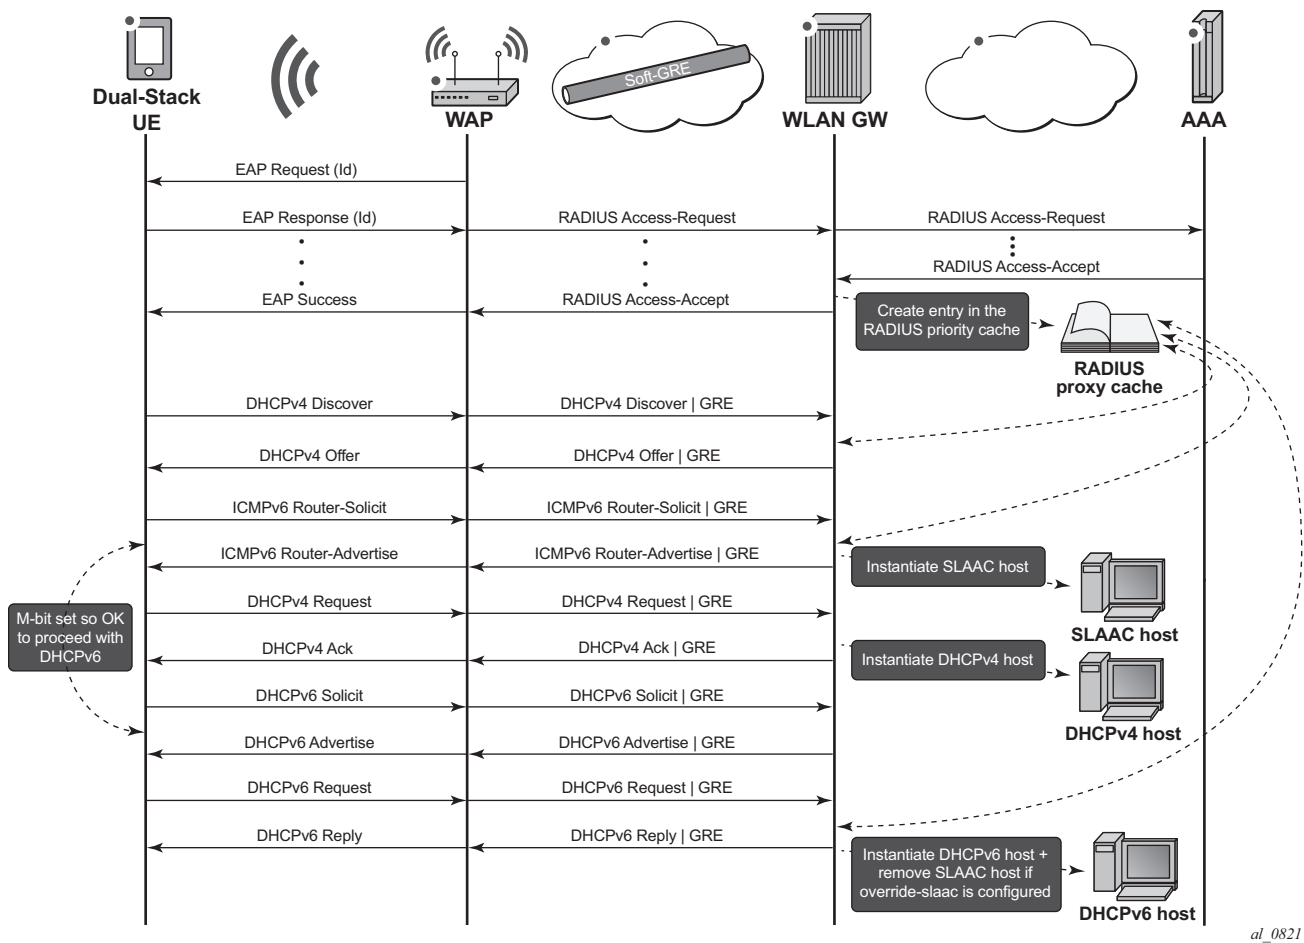 Soft-GRE
Dual-Stack
UE
WAP
WLAN GW
AAA
EAP Request (Id)
EAP Response (Id)
RADIUS Access-Request
RADIUS Access-Request
RADIUS Access-Accept
EAP Success
RADIUS Access-Accept
Create entry in the
RADIUS priority cache
RADIUS
proxy cache
DHCPv4 Discover
DHCPv4 Discover | GRE
DHCPv4 Offer
DHCPv4 Offer | GRE
ICMPv6 Router-Solicit
ICMPv6 Router-Solicit | GRE
ICMPv6 Router-Advertise
ICMPv6 Router-Advertise | GRE
Instantiate SLAAC host
SLAAC host
M-bit set so OK
to proceed with
DHCPv6
DHCPv4 Request
DHCPv4 Request | GRE
DHCPv4 Ack
DHCPv4 Ack | GRE
Instantiate DHCPv4 host
DHCPv4 host
DHCPv6 Solicit
DHCPv6 Solicit | GRE
DHCPv6 Advertise
DHCPv6 Advertise | GRE
DHCPv6 Request
DHCPv6 Request | GRE
DHCPv6 Reply
DHCPv6 Reply | GRE
Instantiate DHCPv6 host +
remove SLAAC host if
override-slaac is configured
DHCPv6 host
al_0821